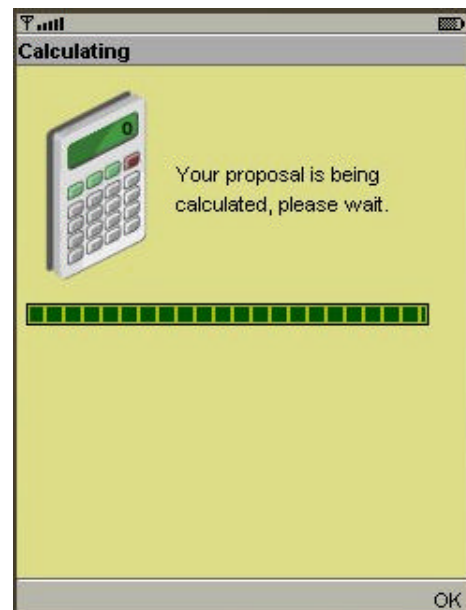 Calculating
0
Your proposal is being
calculated, please wait.
OK